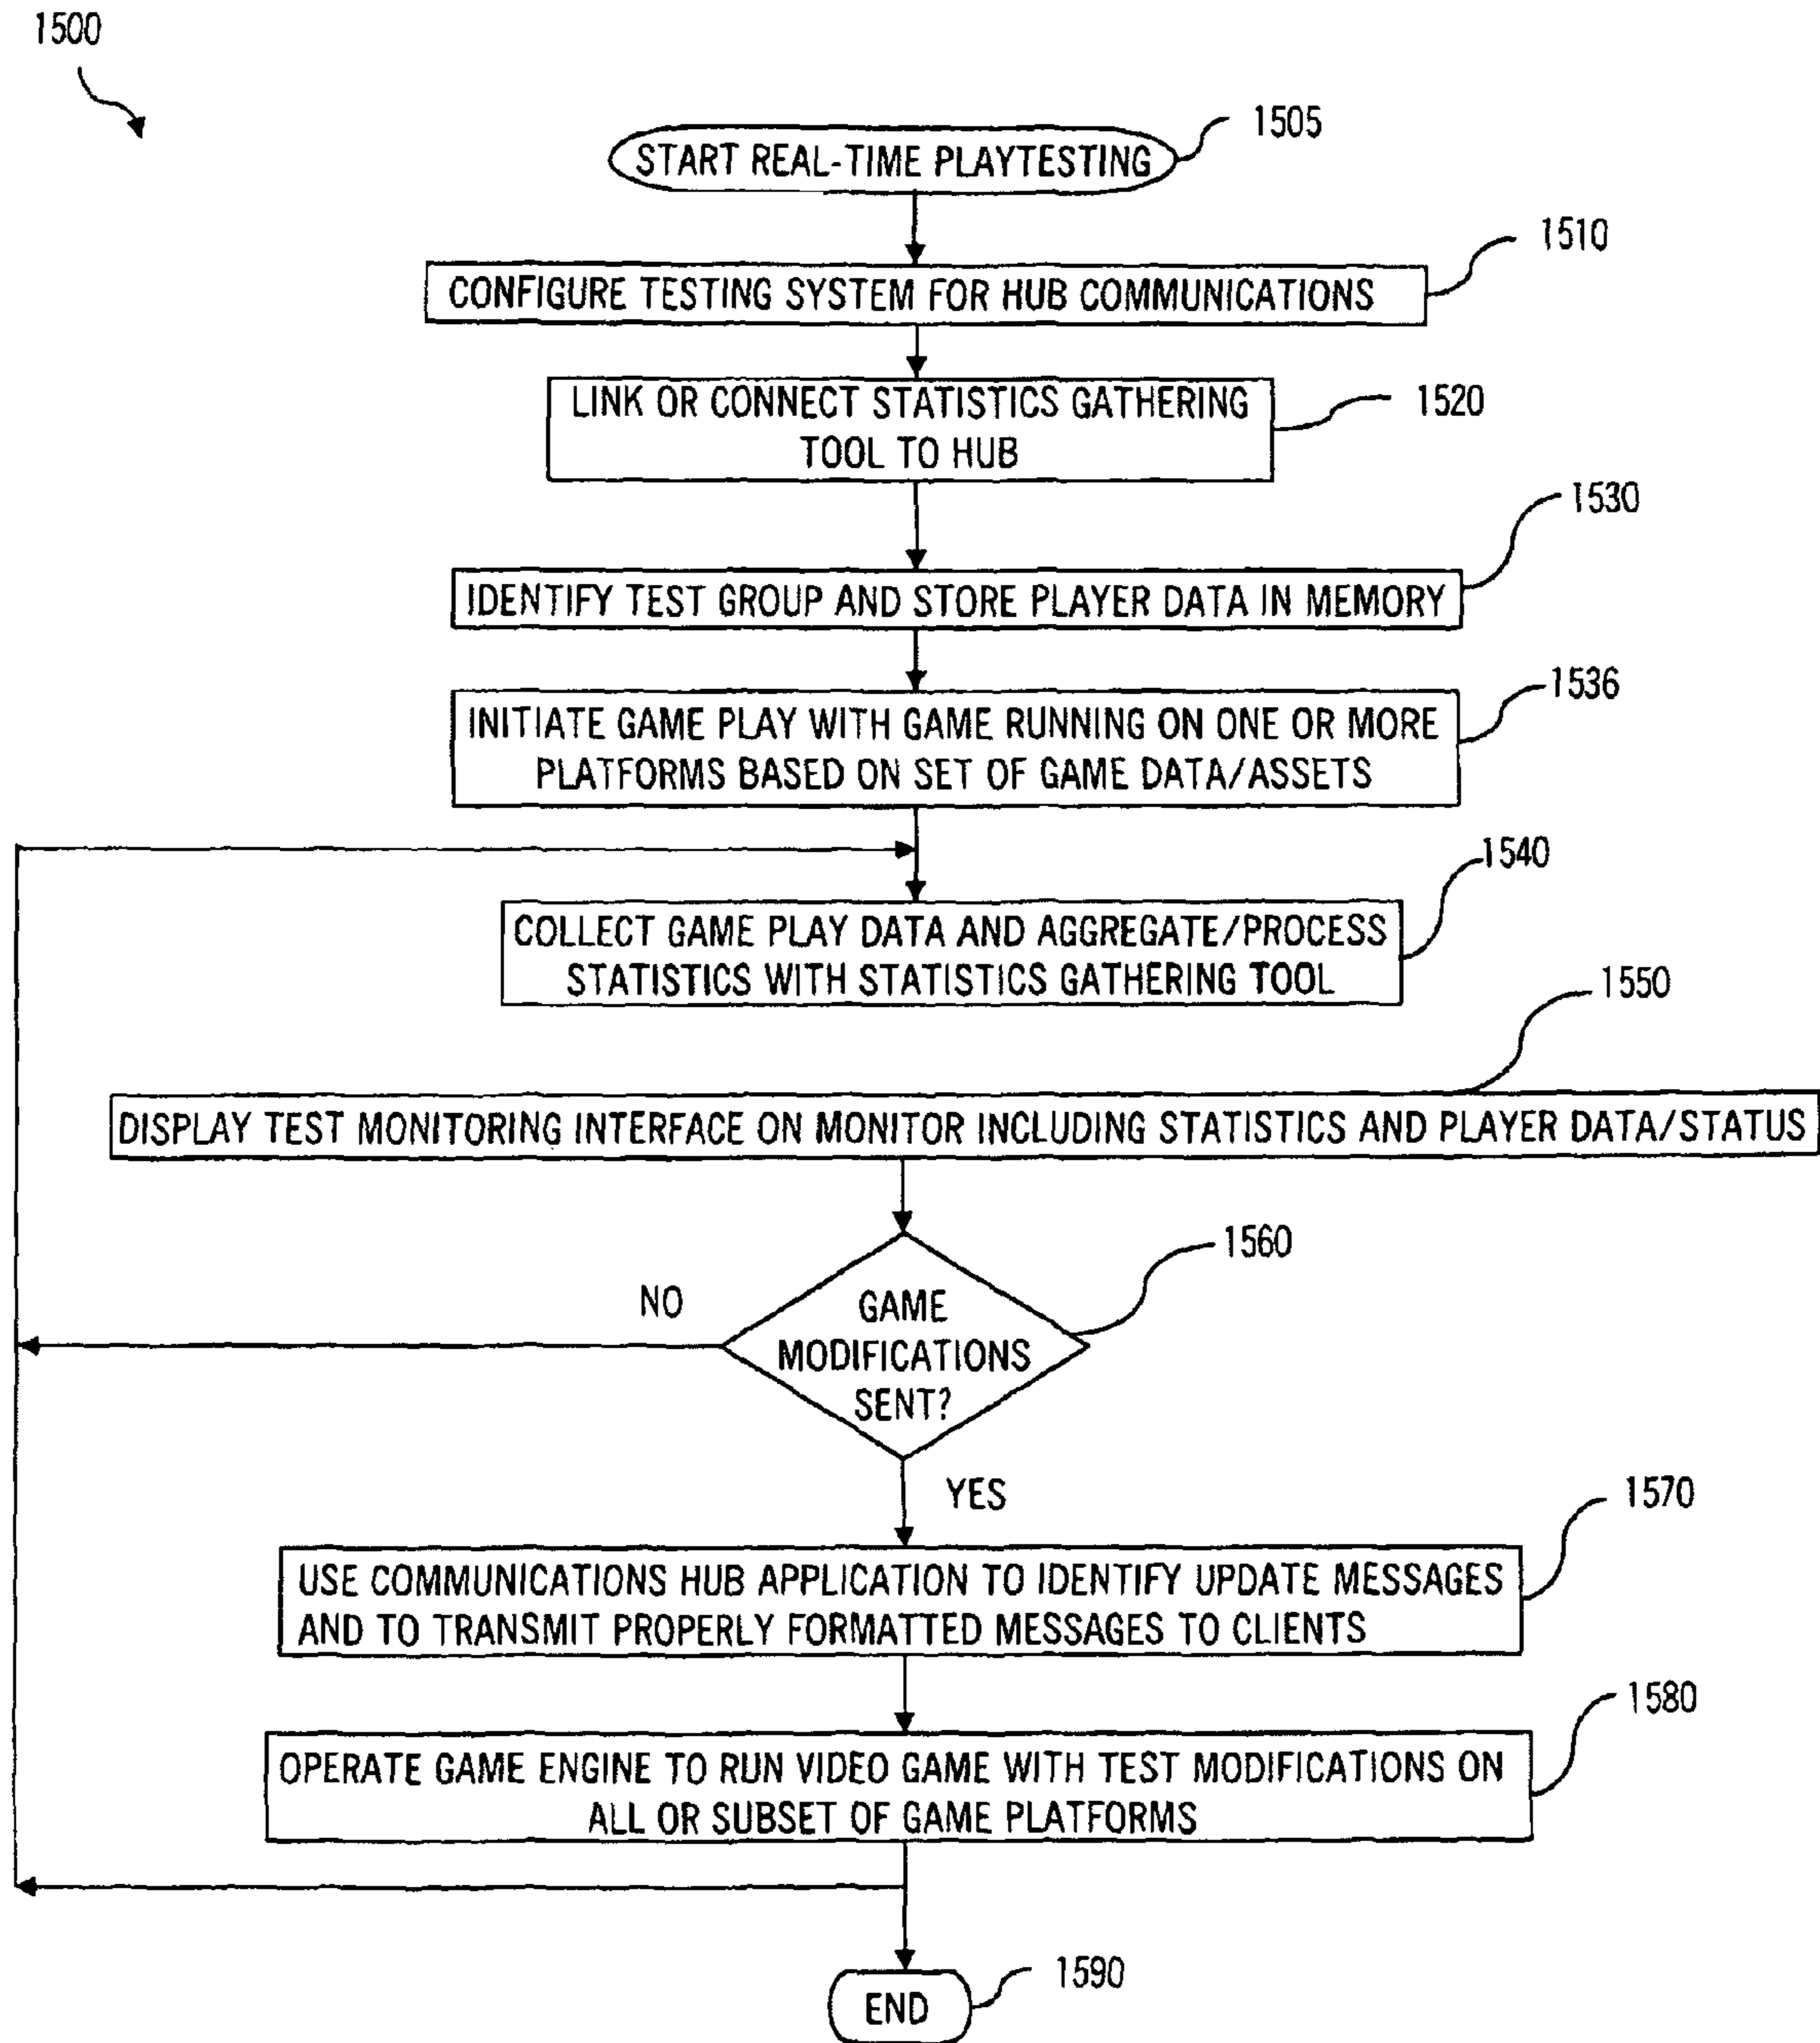 1500
START REAL-TIME PLAYTESTING
1505
CONFIGURE TESTING SYSTEM FOR HUB COMMUNICATIONS
1510
LINK OR CONNECT STATISTICS GATHERING
TOOL TO HUB
1520
IDENTIFY TEST GROUP AND STORE PLAYER DATA IN MEMORY
1530
INITIATE GAME PLAY WITH GAME RUNNING ON ONE OR MORE
PLATFORMS BASED ON SET OF GAME DATA/ASSETS
1536
COLLECT GAME PLAY DATA AND AGGREGATE/PROCESS
STATISTICS WITH STATISTICS GATHERING TOOL
1540
DISPLAY TEST MONITORING INTERFACE ON MONITOR INCLUDING STATISTICS AND PLAYER DATA/STATUS
1550
GAME
MODIFICATIONS
SENT?
1560
NO
YES
USE COMMUNICATIONS HUB APPLICATION TO IDENTIFY UPDATE MESSAGES
AND TO TRANSMIT PROPERLY FORMATTED MESSAGES TO CLIENTS
1570
OPERATE GAME ENGINE TO RUN VIDEO GAME WITH TEST MODIFICATIONS ON
ALL OR SUBSET OF GAME PLATFORMS
1580
END
1590